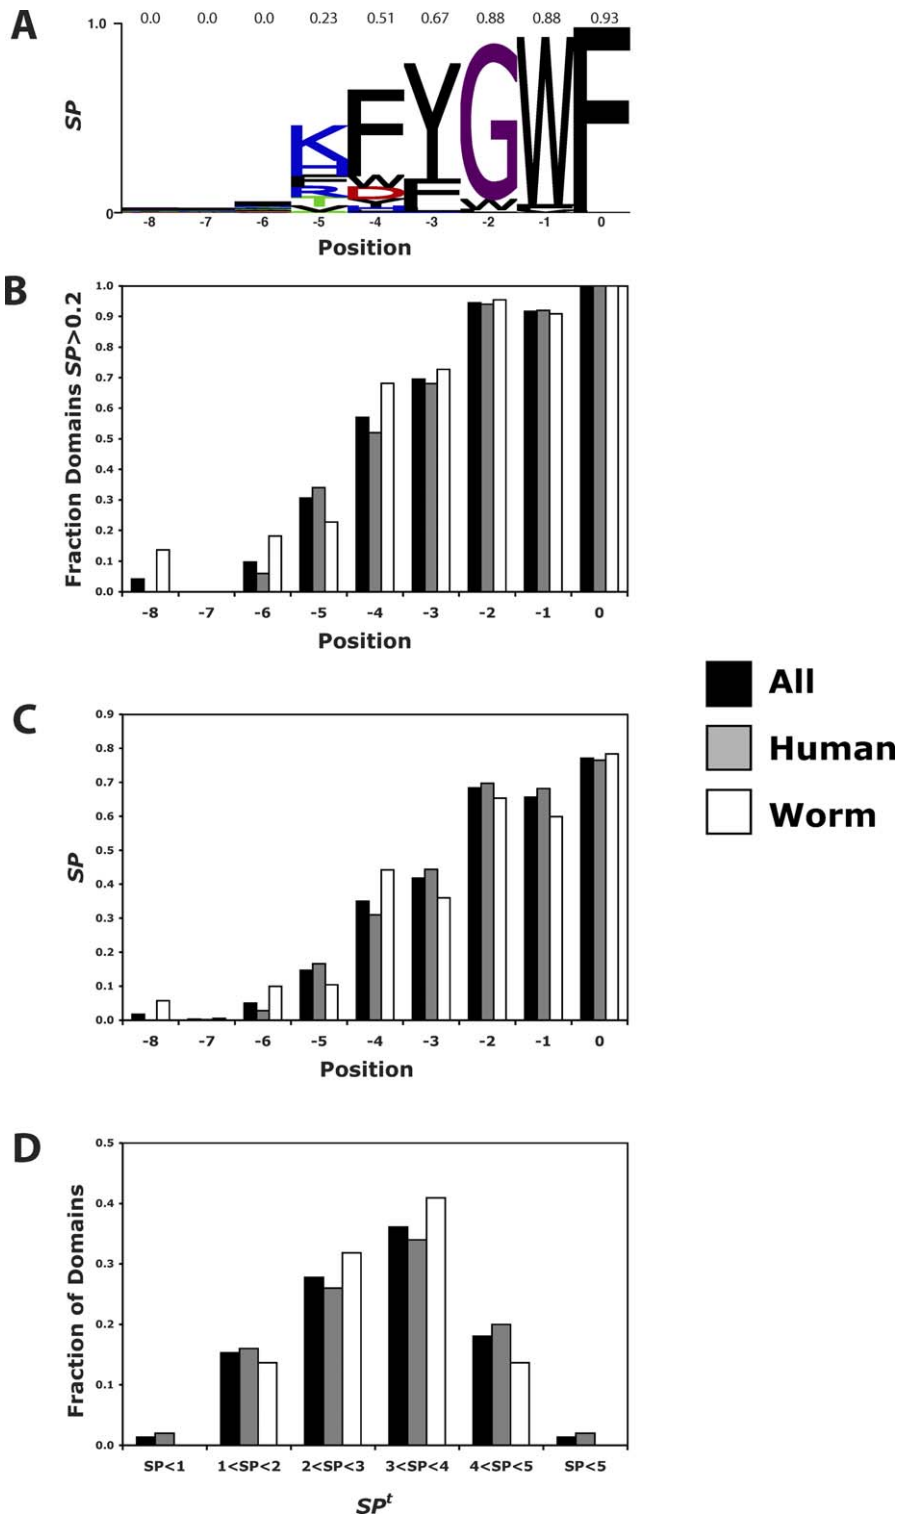 A
0.0 0.0 0.0 0.23 0.51 0.67 0.88 0.88 0.93
1.0
SP
0
K F Y G W F
-8 -7 -6 -5 -4 -3 -2 -1 0
Position
B
Fraction Domains SP>0.2
1.0
0.9
0.8
0.7
0.6
0.5
0.4
0.3
0.2
0.1
0.0
-8 -7 -6 -5 -4 -3 -2 -1 0
Position
All
Human
Worm
C
SP
0.9
0.8
0.7
0.6
0.5
0.4
0.3
0.2
0.1
0.0
-8 -7 -6 -5 -4 -3 -2 -1 0
Position
D
Fraction of Domains
0.5
0.4
0.3
0.2
0.1
0.0
SP<1 1<SP<2 2<SP<3 3<SP<4 4<SP<5 SP<5
SPᵗ